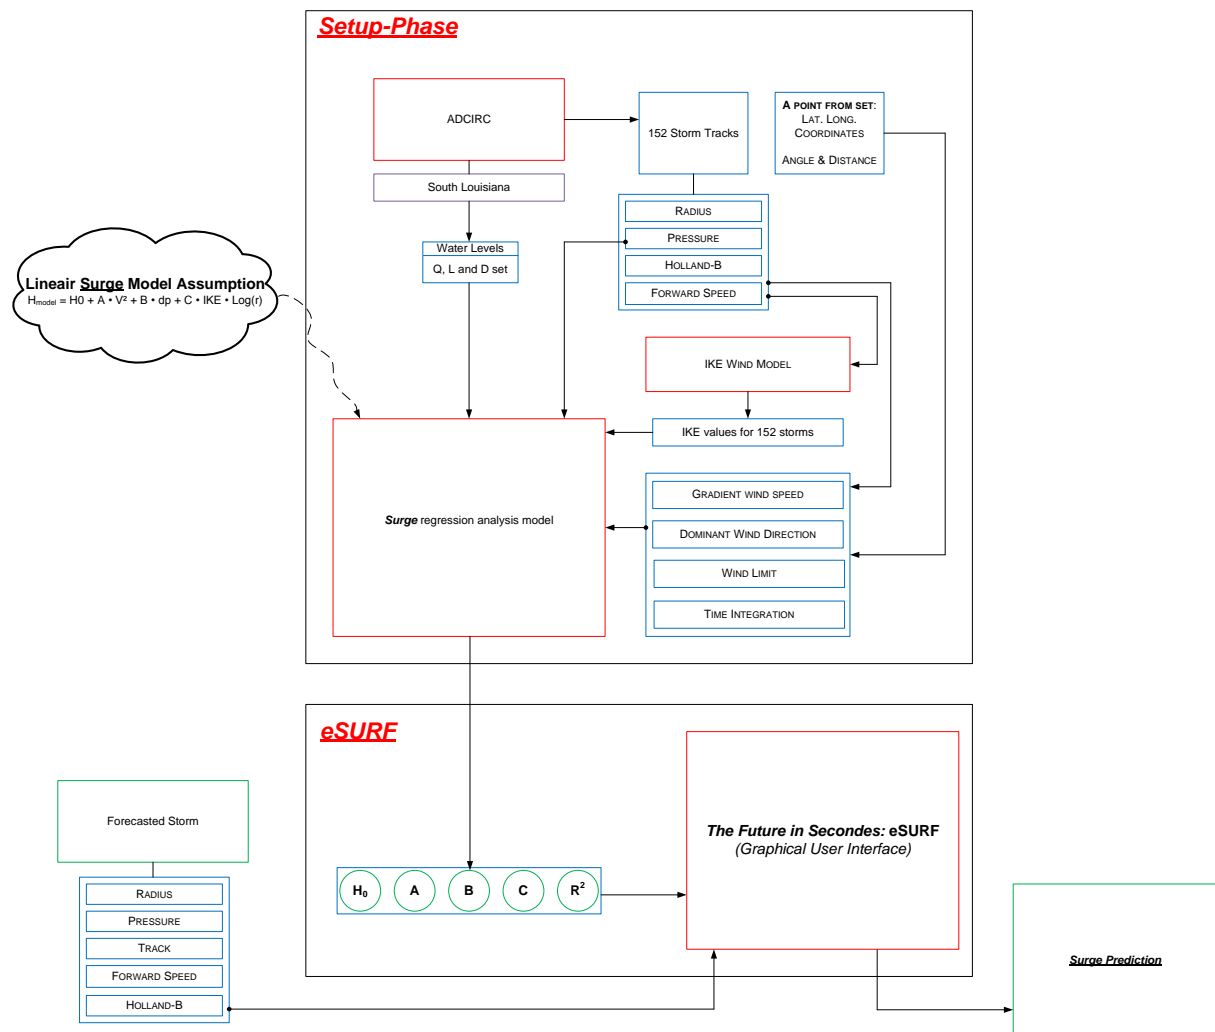 Setup-Phase
ADCIRC
152 Storm Tracks
A POINT FROM SET:
LAT. LONG.
COORDINATES
ANGLE & DISTANCE
South Louisiana
RADIUS
PRESSURE
HOLLAND-B
FORWARD SPEED
Water Levels
Q, L and D set
Lineair Surge Model Assumption
Hmodel = H0 + A • V² + B • dp + C • IKE • Log(r)
IKE WIND MODEL
IKE values for 152 storms
Surge regression analysis model
GRADIENT WIND SPEED
DOMINANT WIND DIRECTION
WIND LIMIT
TIME INTEGRATION
eSURF
The Future in Secondes: eSURF
(Graphical User Interface)
H₀ A B C R²
Forecasted Storm
RADIUS
PRESSURE
TRACK
FORWARD SPEED
HOLLAND-B
Surge Prediction